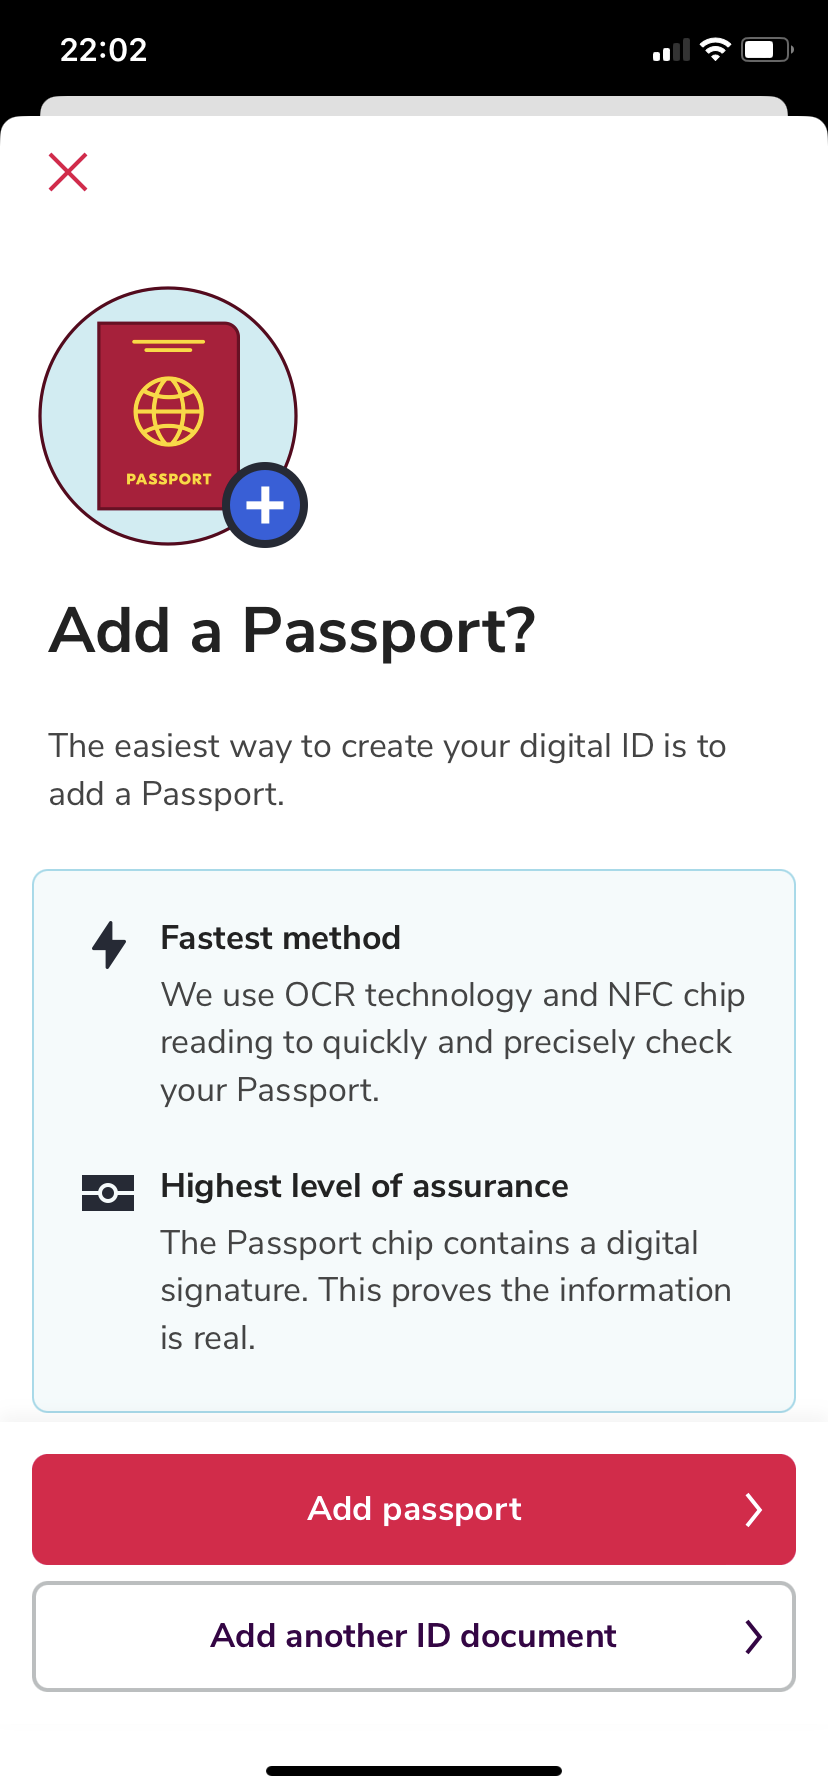 22:02
PASSPORT
Add a Passport?
The easiest way to create your digital ID is to
add a Passport.
Fastest method
We use OCR technology and NFC chip
reading to quickly and precisely check
your Passport.
Highest level of assurance
The Passport chip contains a digital
signature. This proves the information
is real.
Add passport
Add another ID document